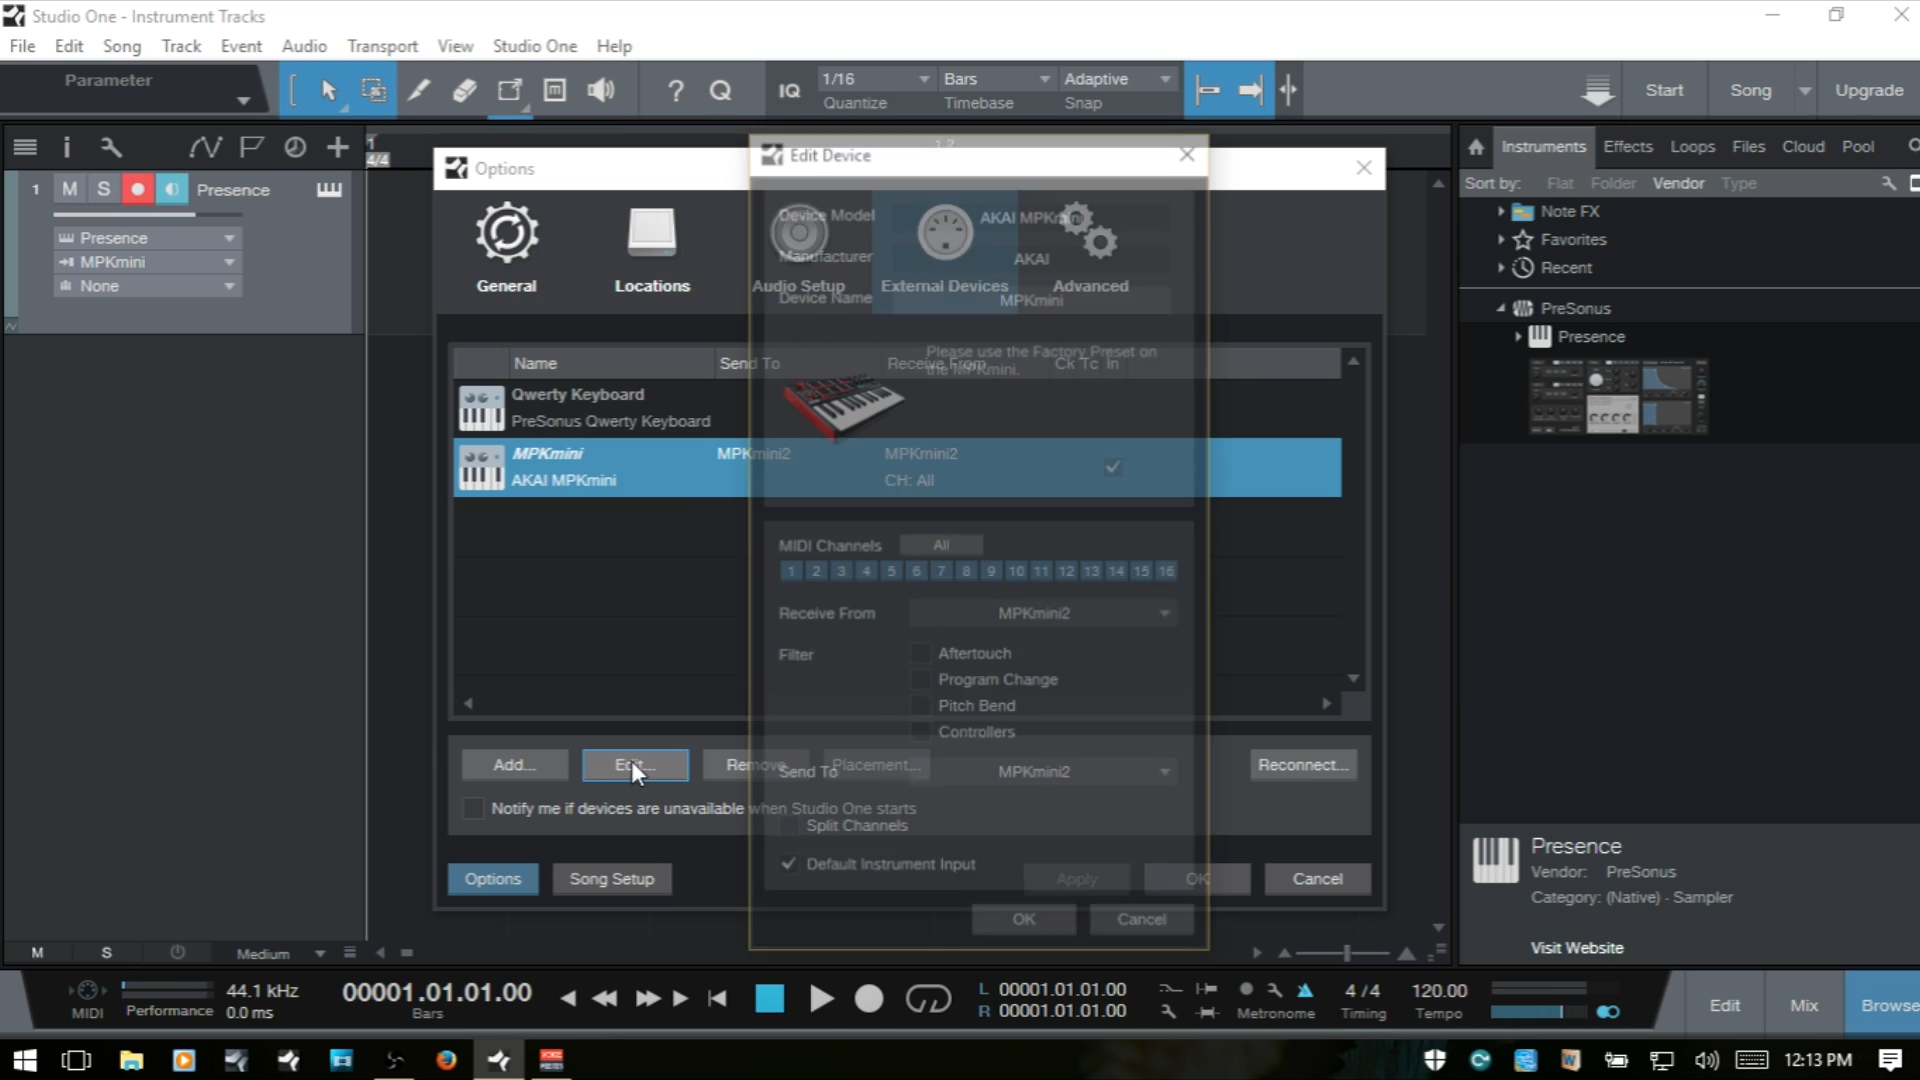 Studio One - Instrument Tracks
File Edit Song Track Event Audio Transport View Studio One Help
Parameter
? Q IQ 1/16 Bars Adaptive Start Song Upgrade
Quantize Timebase Snap
1
4/4
Instruments Effects Loops Files Cloud Pool
Sort by: Flat Folder Vendor Type
1 M S Presence
Presence
MPKmini
None
Options
General
Locations
Audio Setup
External Devices
Advanced
Name Send To Receive From Ck Tc In
Qwerty Keyboard
PreSonus Qwerty Keyboard
MPKmini MPKmini2 MPKmini2
AKAI MPKmini CH: All
Add... Edit... Remove Placement... Reconnect...
Notify me if devices are unavailable when Studio One starts
Options Song Setup Apply OK Cancel
Edit Device
Device Model AKAI MPKmini
Manufacturer AKAI
Device Name MPKmini
Please use the Factory Preset on
the MPKmini.
MIDI Channels All
1 2 3 4 5 6 7 8 9 10 11 12 13 14 15 16
Receive From MPKmini2
Filter Aftertouch
Program Change
Pitch Bend
Controllers
Send To MPKmini2
Split Channels
Default Instrument Input
OK Cancel
Note FX
Favorites
Recent
PreSonus
Presence
Presence
Vendor: PreSonus
Category: (Native) - Sampler
Visit Website
M S Medium
MIDI
Performance
44.1 kHz
0.0 ms
00001.01.01.00
Bars
L 00001.01.01.00
R 00001.01.01.00
Metronome
4 / 4
Timing
120.00
Tempo
Edit Mix Browse
12:13 PM